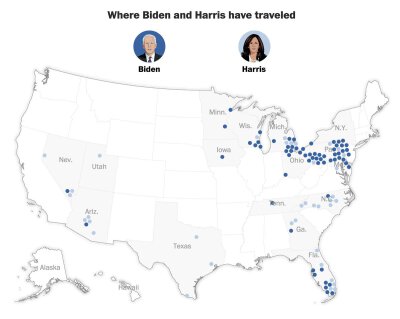 Where Biden and Harris have traveled
Biden Harris
Minn.
Wis. Mich. N.Y.
Iowa Ohio
Nev. Utah
Ariz. Tenn.
Texas Ga.
Alaska Hawaii Fla.